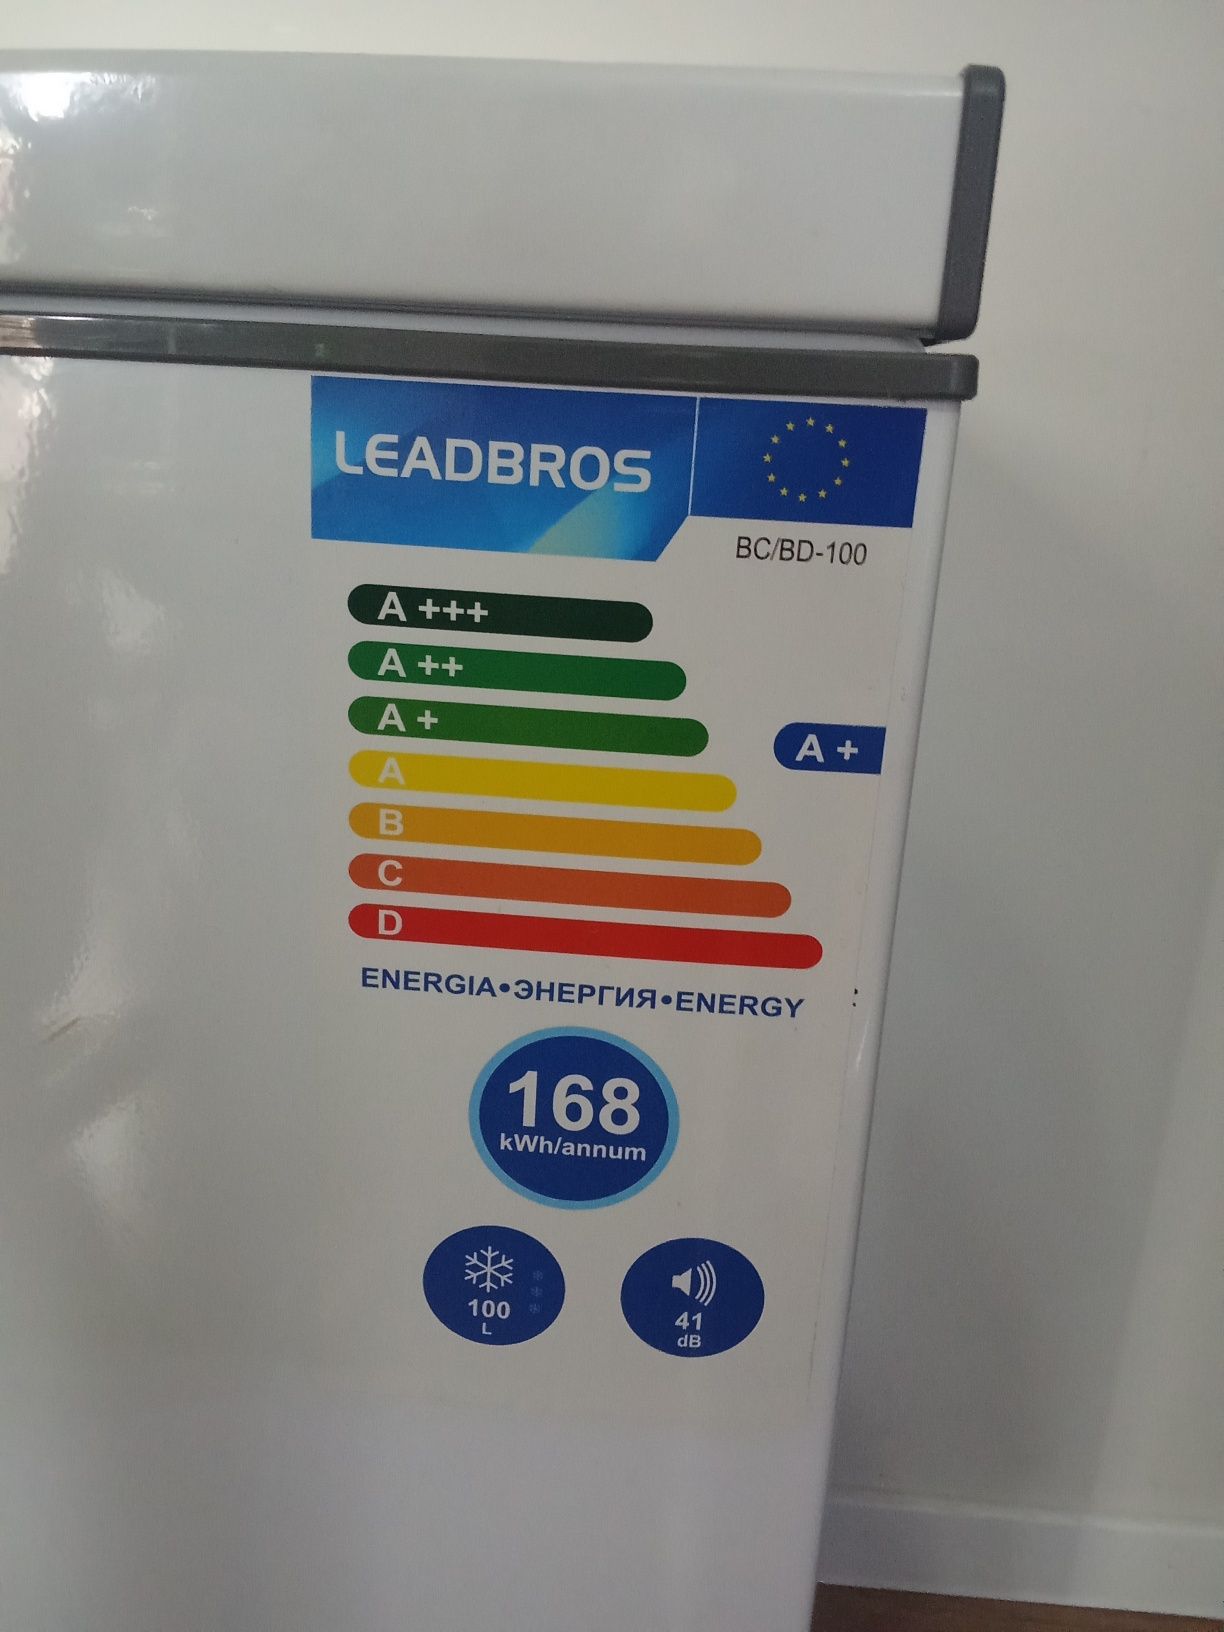 LEADBROS
BC/BD-100
A +++
A ++
A +
A +
A
B
C
D
ENERGIA•ЭНЕРГИЯ•ENERGY
168
kWh/annum
100
L
41
dB